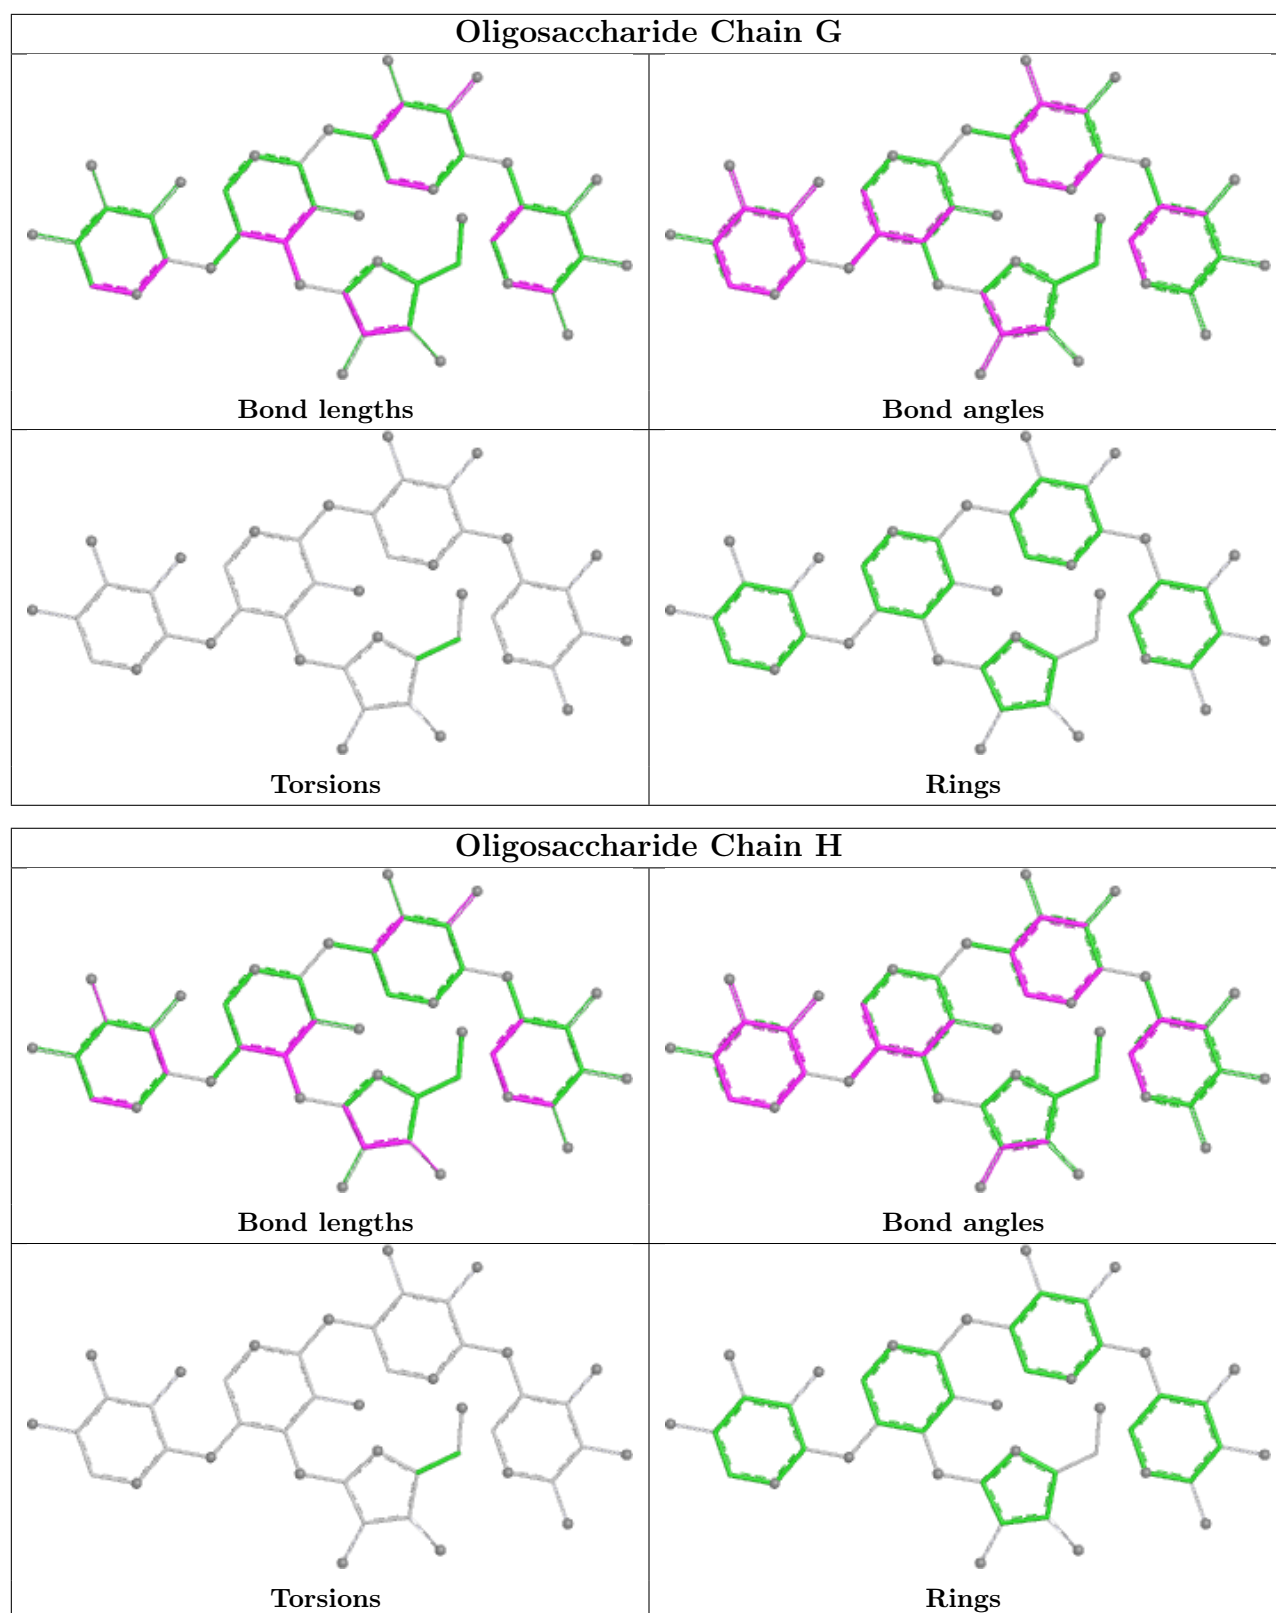 Oligosaccharide Chain G
Bond lengths
Bond angles
Torsions
Rings
Oligosaccharide Chain H
Bond lengths
Bond angles
Torsions
Rings